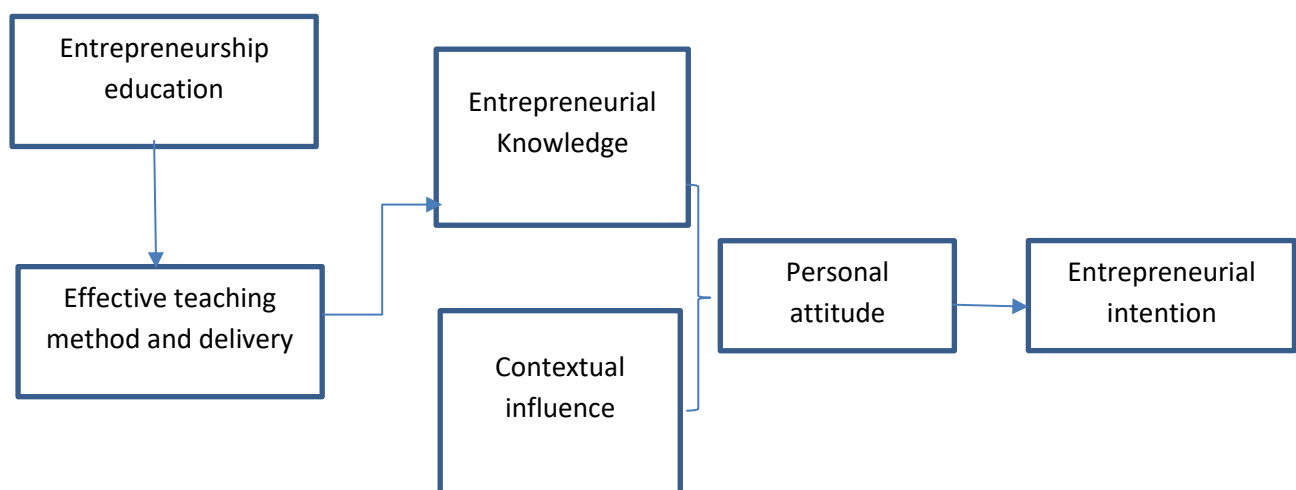 Entrepreneurship
education
Effective teaching
method and delivery
Entrepreneurial
Knowledge
Contextual
influence
Personal
attitude
Entrepreneurial
intention